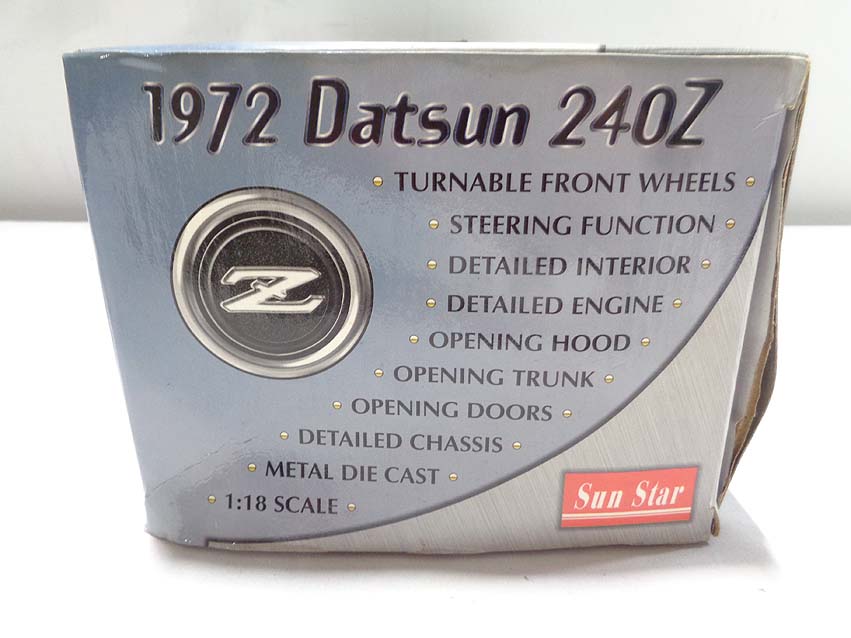 1972 Datsun 240Z
• TURNABLE FRONT WHEELS •
• STEERING FUNCTION •
• DETAILED INTERIOR •
• DETAILED ENGINE •
• OPENING HOOD •
• OPENING TRUNK •
• OPENING DOORS •
• DETAILED CHASSIS •
• METAL DIE CAST •
• 1:18 SCALE •
Z
Sun Star